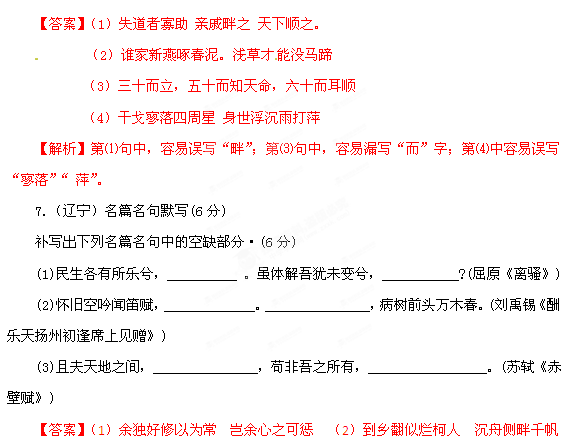 【答案】（1）失道者寡助 亲戚畔之 天下顺之。
（2）谁家新燕啄春泥。浅草才能没马蹄
（3）三十而立，五十而知天命，六十而耳顺
（4）干戈寥落四周星 身世浮沉雨打萍
【解析】第⑴句中，容易误写“畔”；第⑶句中，容易漏写“而”字；第⑷中容易误写
“寥落”“ 萍”。
7.（辽宁）名篇名句默写(6 分)
补写出下列名篇名句中的空缺部分·(6 分)
(1)民生各有所乐兮，__________ 。虽体解吾犹未变兮，___________?(屈原《离骚》)
(2)怀旧空吟闻笛赋，_____________。_______________，病树前头万木春。(刘禹锡《酬
乐天扬州初逢席上见赠》)
(3)且夫天地之间，_______________，苟非吾之所有，_________________。(苏轼《赤
壁赋》)
【答案】（1）余独好修以为常 岂余心之可惩 （2）到乡翻似烂柯人 沉舟侧畔千帆